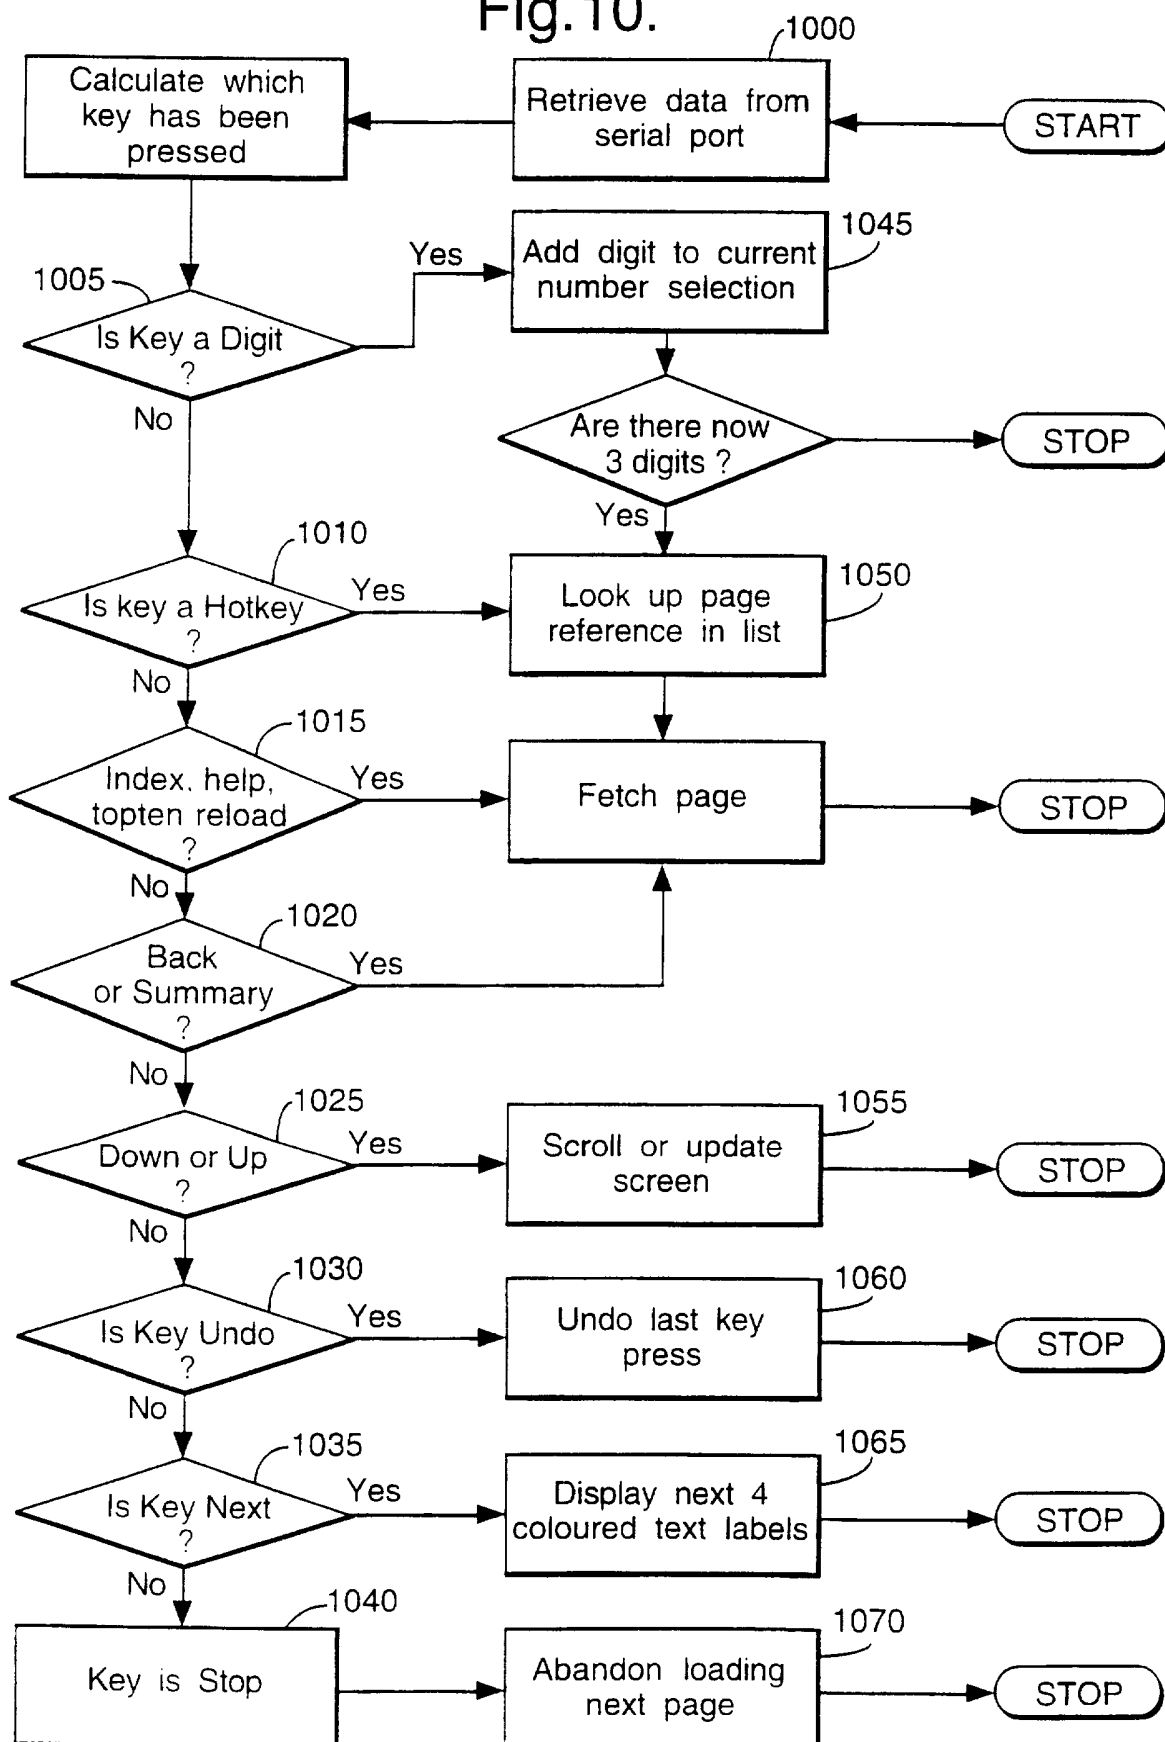 Fig.10.
1000
Calculate which
key has been
pressed
Retrieve data from
serial port
START
1045
Yes
Add digit to current
number selection
1005
Is Key a Digit
?
No
Are there now
3 digits ?
STOP
Yes
1010
Is key a Hotkey
?
Yes
1050
Look up page
reference in list
No
1015
Index, help,
topten reload
?
Yes
Fetch page
STOP
No
1020
Back
or Summary
?
Yes
No
1025
Down or Up
?
Yes
1055
Scroll or update
screen
STOP
No
1030
Is Key Undo
?
Yes
1060
Undo last key
press
STOP
No
1035
Is Key Next
?
Yes
1065
Display next 4
coloured text labels
STOP
No
1040
Key is Stop
1070
Abandon loading
next page
STOP